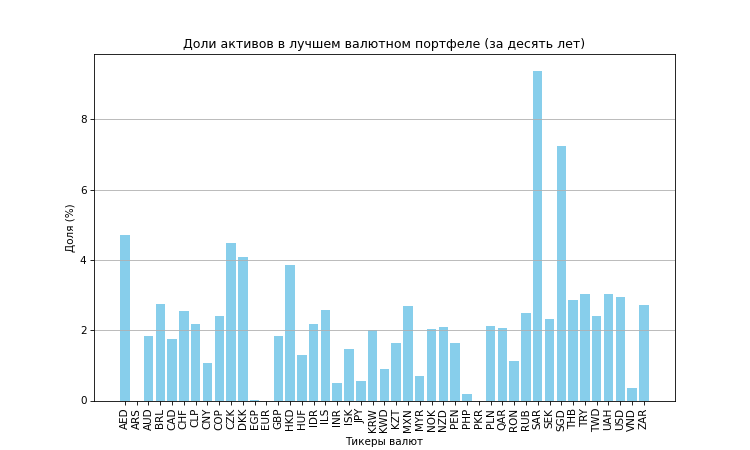 Доли активов в лучшем валютном портфеле (за десять лет)
Доля (%)
8
6
4
2
0
AED ARS AUD BRL CAD CHF CLP CNY COP CZK DKK EGP EUR GBP HKD HUF IDR ILS INR ISK JPY KRW KWD KZT MXN MYR NOK NZD PEN PHP PKR PLN QAR RON RUB SAR SEK SGD THB TRY TWD UAH USD VND ZAR
Тикеры валют